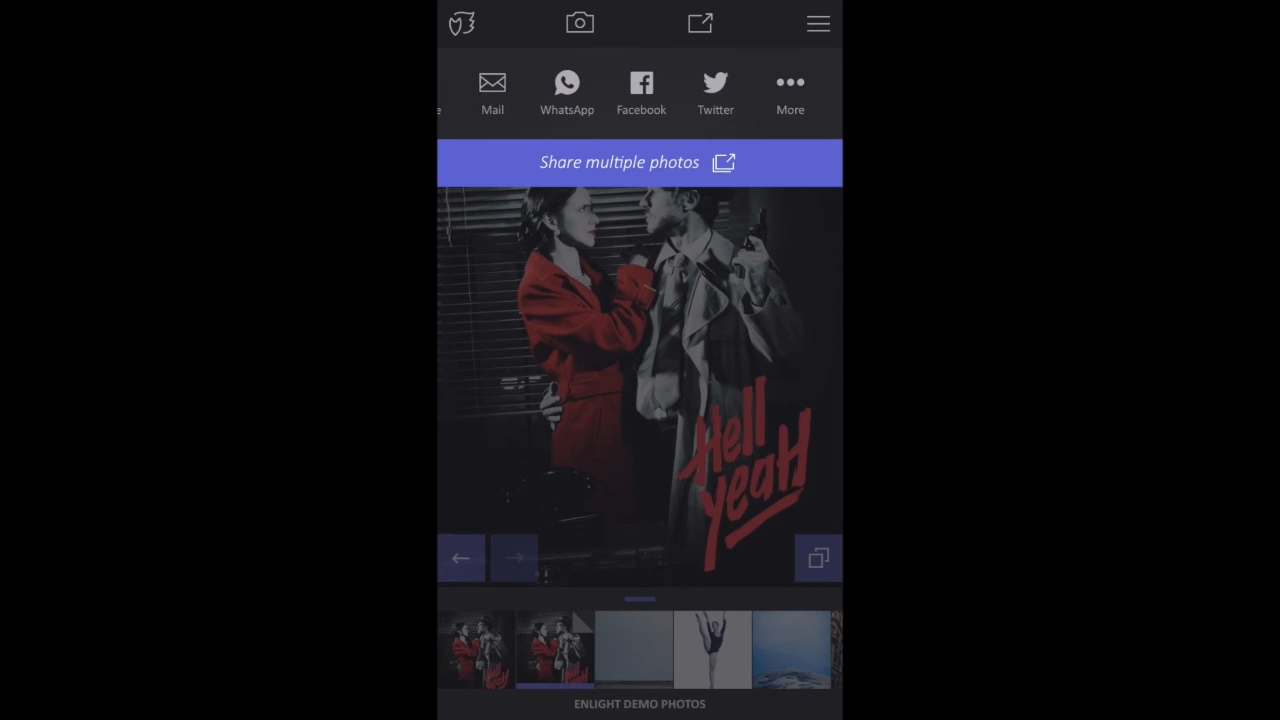 e
Mail
WhatsApp
Facebook
Twitter
More
Share multiple photos
Hell
yeaH
ENLIGHT DEMO PHOTOS